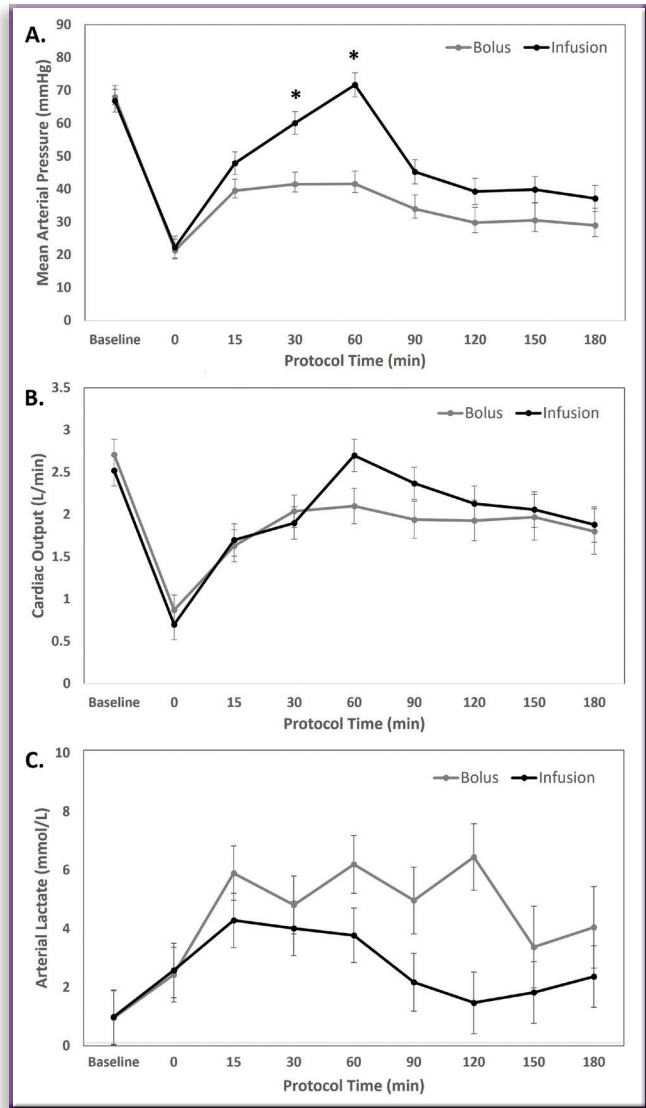 A.
Bolus Infusion
* *
Mean Arterial Pressure (mmHg)
90
80
70
60
50
40
30
20
10
0
Baseline 0 15 30 60 90 120 150 180
Protocol Time (min)
B.
Bolus Infusion
Cardiac Output (L/min)
3.5
3
2.5
2
1.5
1
0.5
0
Baseline 0 15 30 60 90 120 150 180
Protocol Time (min)
C.
Bolus Infusion
Arterial Lactate (mmol/L)
10
8
6
4
2
0
Baseline 0 15 30 60 90 120 150 180
Protocol Time (min)